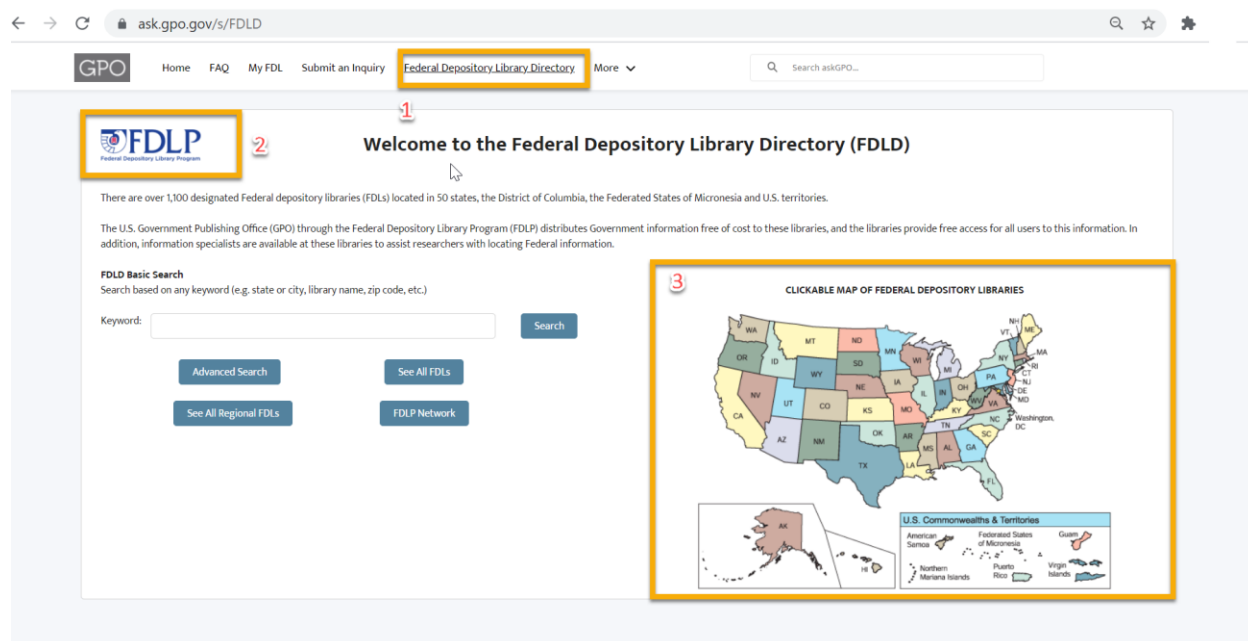 ask.gpo.gov/s/FDLD
GPO Home FAQ My FDL Submit an Inquiry Federal Depository Library Directory More Search askGPO...
1
FDLP
Federal Depository Library Program
2
Welcome to the Federal Depository Library Directory (FDLD)
There are over 1,100 designated Federal depository libraries (FDLs) located in 50 states, the District of Columbia, the Federated States of Micronesia and U.S. territories.
The U.S. Government Publishing Office (GPO) through the Federal Depository Library Program (FDLP) distributes Government information free of cost to these libraries, and the libraries provide free access for all users to this information. In
addition, information specialists are available at these libraries to assist researchers with locating Federal information.
FDLD Basic Search
Search based on any keyword (e.g. state or city, library name, zip code, etc.)
Keyword: Search
Advanced Search See All FDLs
See All Regional FDLs FDLP Network
3
CLICKABLE MAP OF FEDERAL DEPOSITORY LIBRARIES
WA MT ND MN WI MI VT NH ME
OR ID WY SD IA NY MA
RI
CT
NJ
DE
MD
NV UT CO NE IL IN OH PA
CA KS MO KY WV VA
AZ NM OK AR TN NC Washington,
DC
TX LA MS AL GA SC
FL
AK
HI
U.S. Commonwealths & Territories
American
Samoa
Federated States
of Micronesia
Guam
Northern
Mariana Islands
Puerto
Rico
Virgin
Islands